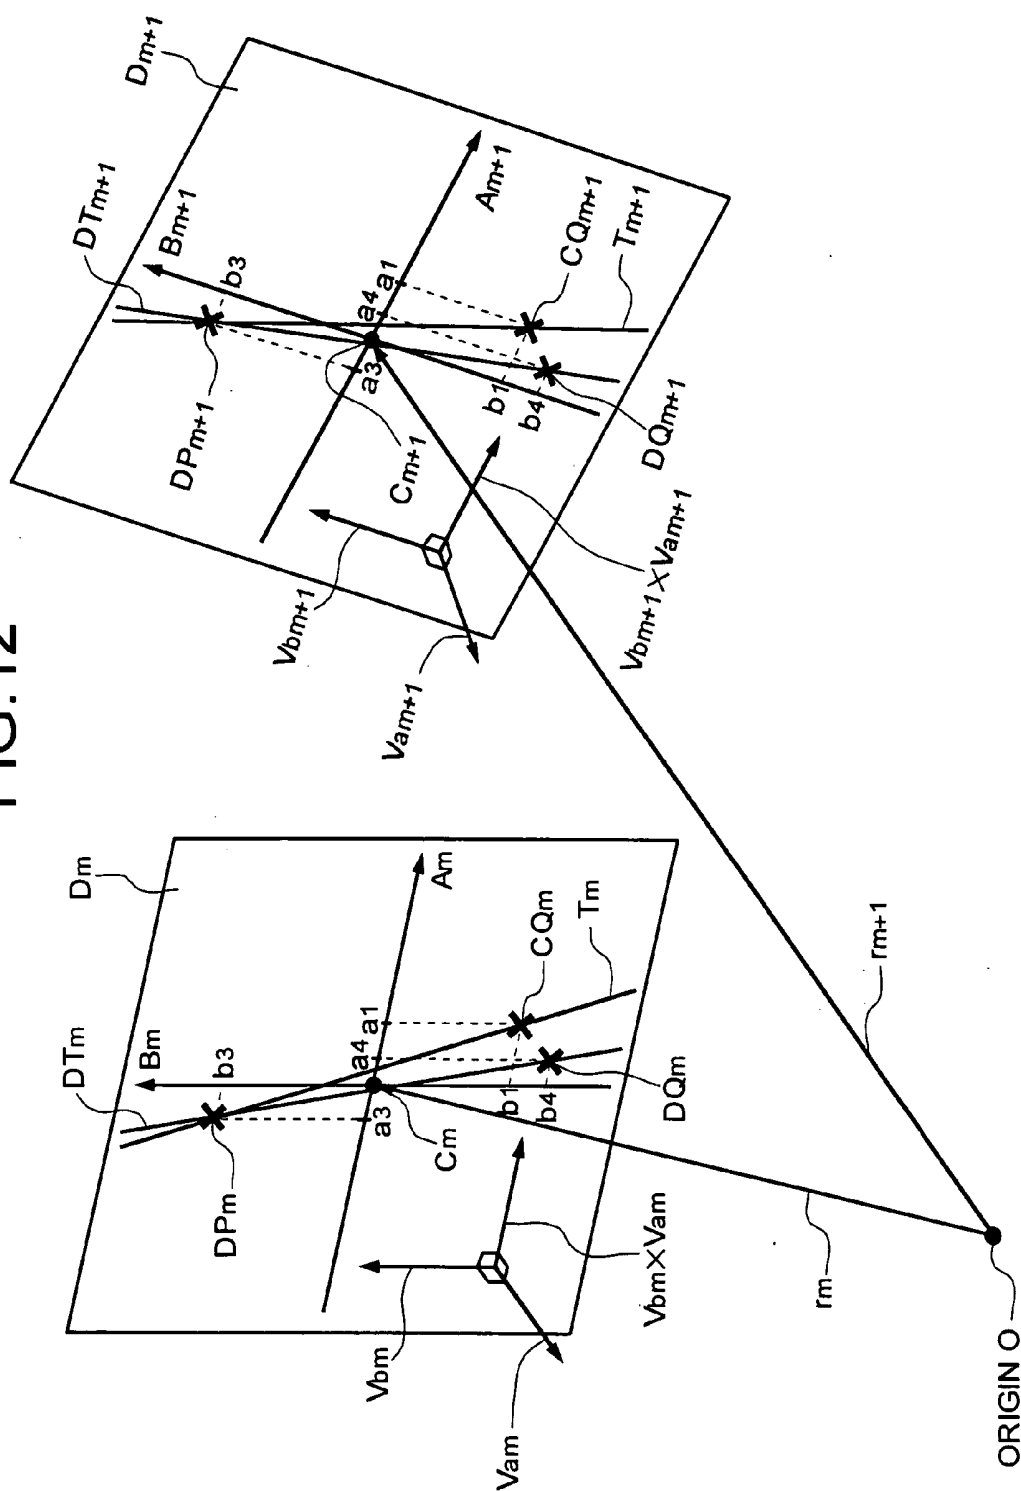 FIG.12
Dm+1
DTm+1
Bm+1
b3
DPm+1
Am+1
a4
a1
a3
Cm+1
CQm+1
Tm+1
b1
b4
DQm+1
Vbm+1
Vam+1
Vbm+1×Vam+1
Dm
DTm
Bm
b3
DPm
Am
a4
a1
a3
Cm
CQm
Tm
b1
b4
DQm
Vbm
Vam
Vbm×Vam
rm
rm+1
ORIGIN O